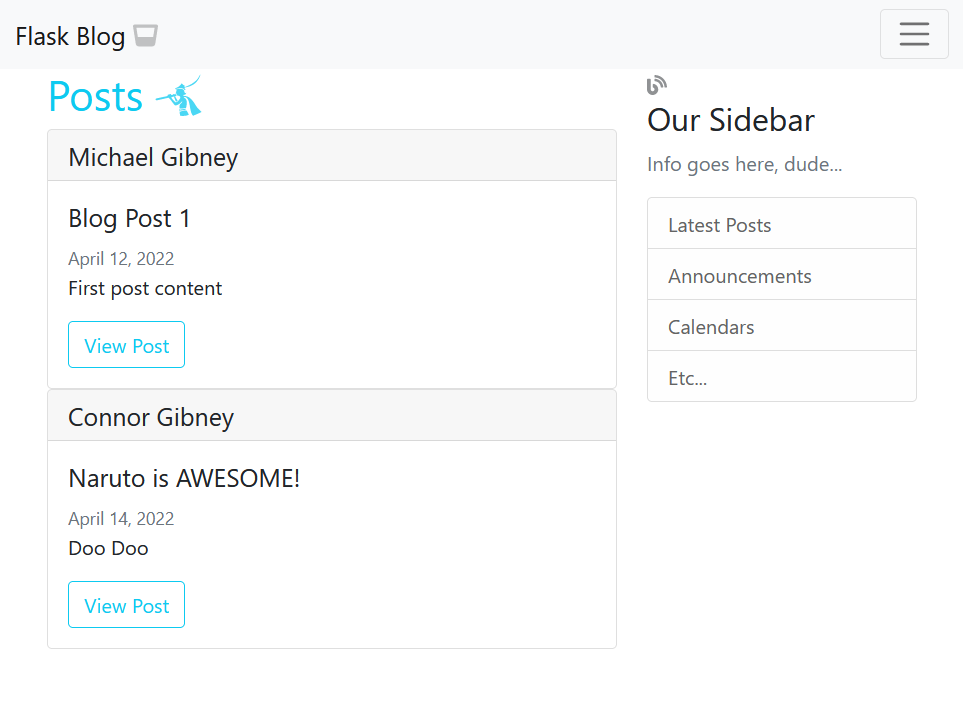 Flask Blog
Posts
Michael Gibney
Blog Post 1
April 12, 2022
First post content
View Post
Connor Gibney
Naruto is AWESOME!
April 14, 2022
Doo Doo
View Post
Our Sidebar
Info goes here, dude...
Latest Posts
Announcements
Calendars
Etc...